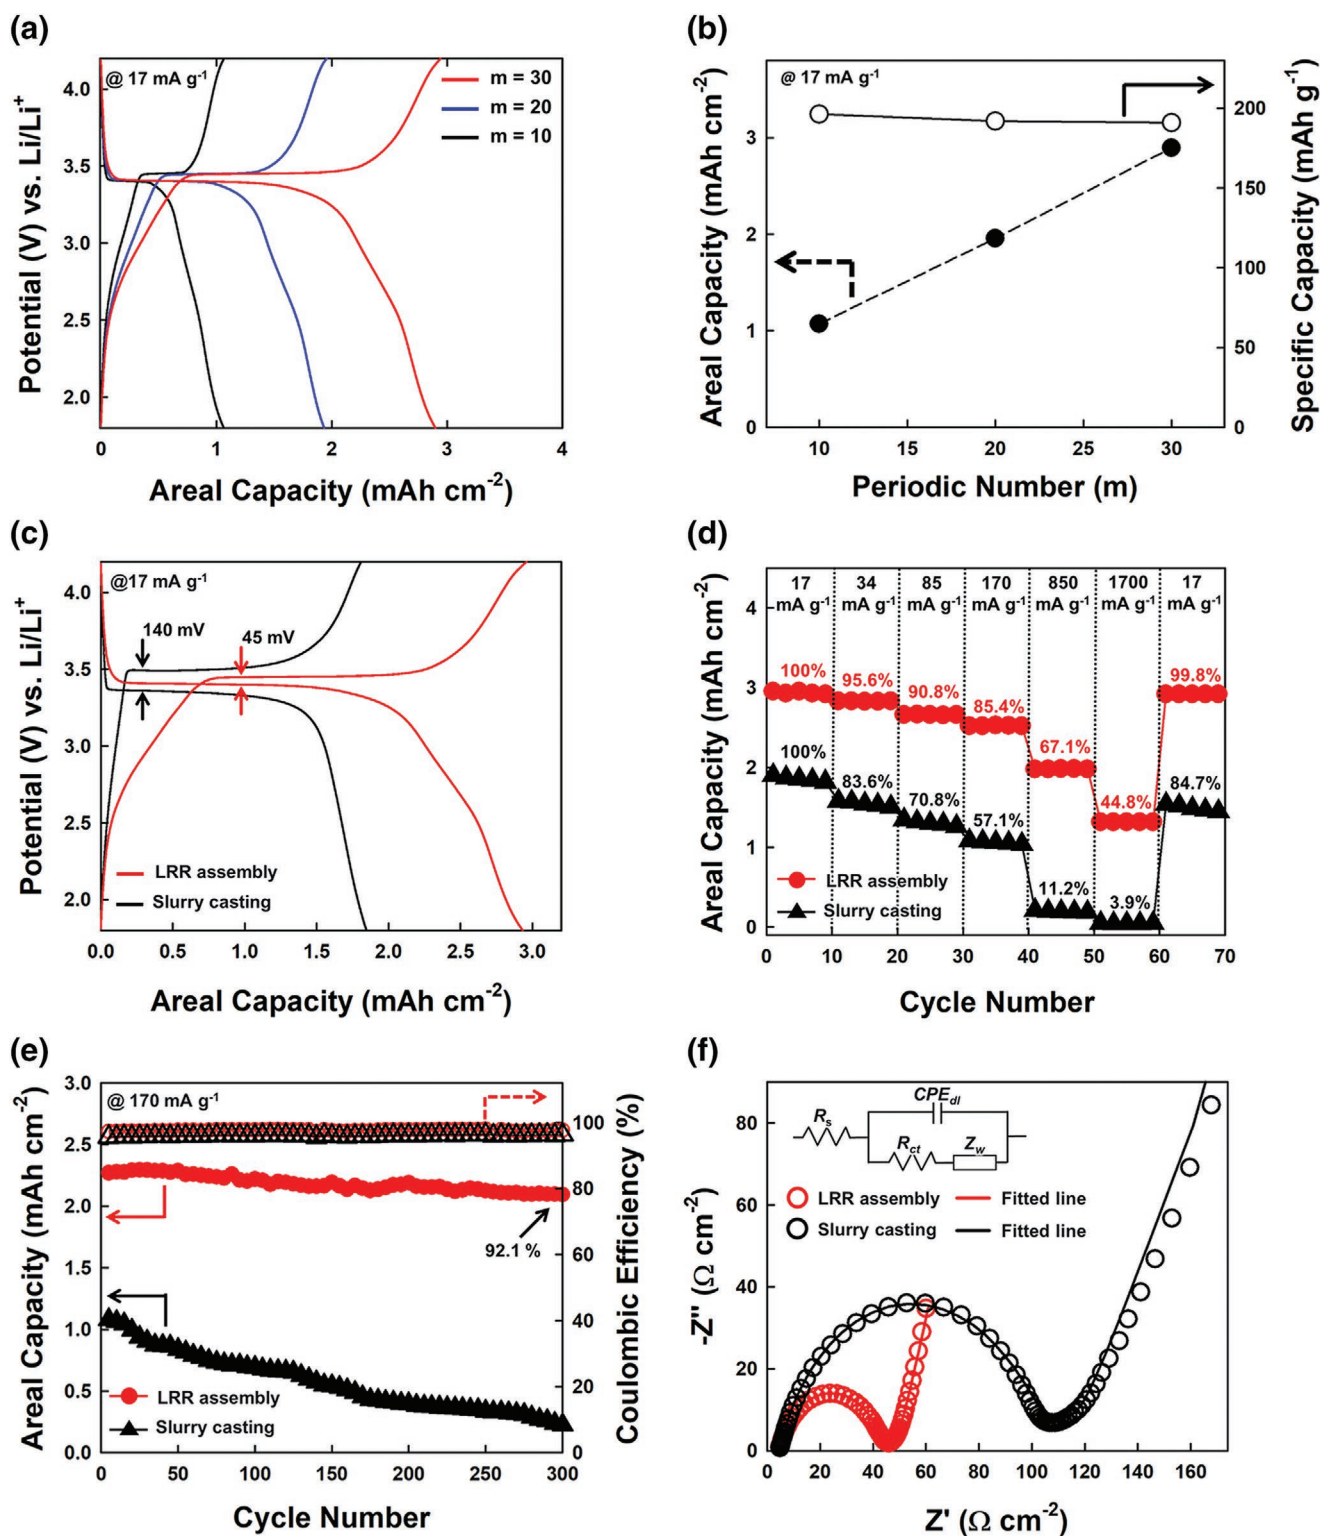 (a)
@ 17 mA g⁻¹
m = 30
m = 20
m = 10
4.0
3.5
3.0
2.5
2.0
0 1 2 3 4
Potential (V) vs. Li/Li⁺
Areal Capacity (mAh cm⁻²)
(b)
@ 17 mA g⁻¹
3
2
1
0
200
150
100
50
0
10 15 20 25 30
Areal Capacity (mAh cm⁻²)
Specific Capacity (mAh g⁻¹)
Periodic Number (m)
(c)
@17 mA g⁻¹
140 mV
45 mV
LRR assembly
Slurry casting
4.0
3.5
3.0
2.5
2.0
0.0 0.5 1.0 1.5 2.0 2.5 3.0
Potential (V) vs. Li/Li⁺
Areal Capacity (mAh cm⁻²)
(d)
17 34 85 170 850 1700 17
mA g⁻¹ mA g⁻¹ mA g⁻¹ mA g⁻¹ mA g⁻¹ mA g⁻¹ mA g⁻¹
100% 95.6% 90.8% 85.4% 67.1% 44.8% 99.8%
100% 83.6% 70.8% 57.1% 11.2% 3.9% 84.7%
LRR assembly
Slurry casting
4
3
2
1
0
0 10 20 30 40 50 60 70
Areal Capacity (mAh cm⁻²)
Cycle Number
(e)
@ 170 mA g⁻¹
92.1 %
LRR assembly
Slurry casting
3.0
2.5
2.0
1.5
1.0
0.5
0.0
100
80
60
40
20
0
0 50 100 150 200 250 300
Areal Capacity (mAh cm⁻²)
Coulombic Efficiency (%)
Cycle Number
(f)
CPEdl
Rs
Rct
Zw
LRR assembly Fitted line
Slurry casting Fitted line
80
60
40
20
0
0 20 40 60 80 100 120 140 160
-Z'' (Ω cm⁻²)
Z' (Ω cm⁻²)